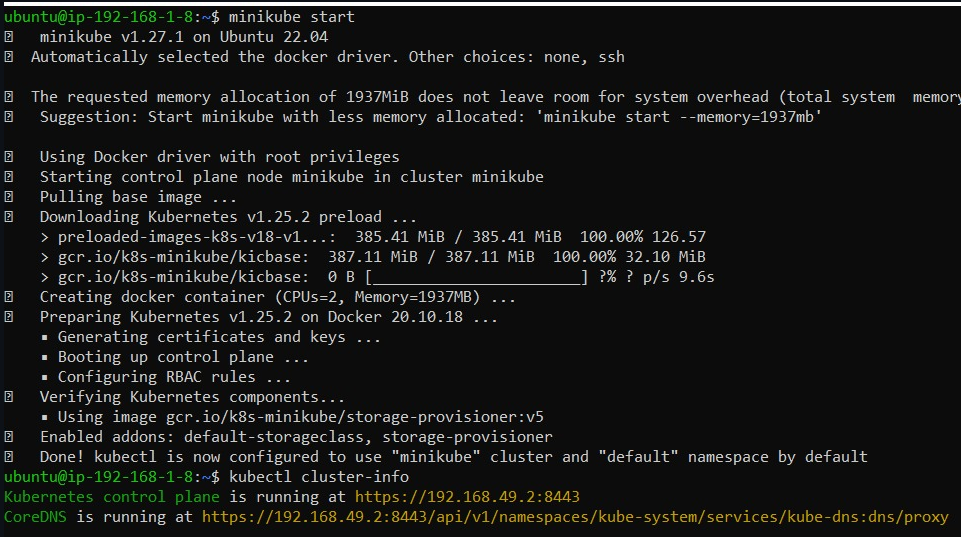 ubuntu@ip-192-168-1-8:~$ minikube start
minikube v1.27.1 on Ubuntu 22.04
Automatically selected the docker driver. Other choices: none, ssh
The requested memory allocation of 1937MiB does not leave room for system overhead (total system  memory
Suggestion: Start minikube with less memory allocated: 'minikube start --memory=1937mb'
Using Docker driver with root privileges
Starting control plane node minikube in cluster minikube
Pulling base image ...
Downloading Kubernetes v1.25.2 preload ...
> preloaded-images-k8s-v18-v1...:  385.41 MiB / 385.41 MiB  100.00% 126.57
> gcr.io/k8s-minikube/kicbase:  387.11 MiB / 387.11 MiB  100.00% 32.10 MiB
> gcr.io/k8s-minikube/kicbase:  0 B [_______________________] ?% ? p/s 9.6s
Creating docker container (CPUs=2, Memory=1937MB) ...
Preparing Kubernetes v1.25.2 on Docker 20.10.18 ...
▪ Generating certificates and keys ...
▪ Booting up control plane ...
▪ Configuring RBAC rules ...
Verifying Kubernetes components...
▪ Using image gcr.io/k8s-minikube/storage-provisioner:v5
Enabled addons: default-storageclass, storage-provisioner
Done! kubectl is now configured to use "minikube" cluster and "default" namespace by default
ubuntu@ip-192-168-1-8:~$ kubectl cluster-info
Kubernetes control plane is running at https://192.168.49.2:8443
CoreDNS is running at https://192.168.49.2:8443/api/v1/namespaces/kube-system/services/kube-dns:dns/proxy